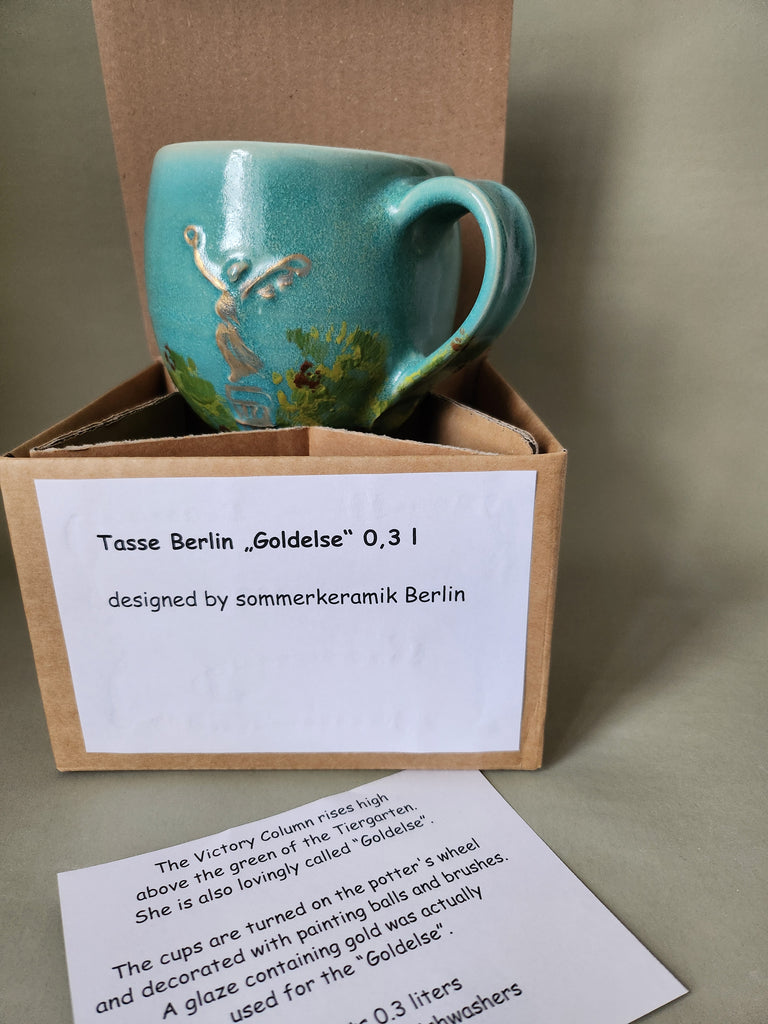 Tasse Berlin „Goldelse“ 0,3 l
designed by sommerkeramik Berlin
The Victory Column rises high
above the green of the Tiergarten.
She is also lovingly called “Goldelse”.
The cups are turned on the potter's wheel
and decorated with painting balls and brushes.
A glaze containing gold was actually
used for the “Goldelse”.
0.3 liters